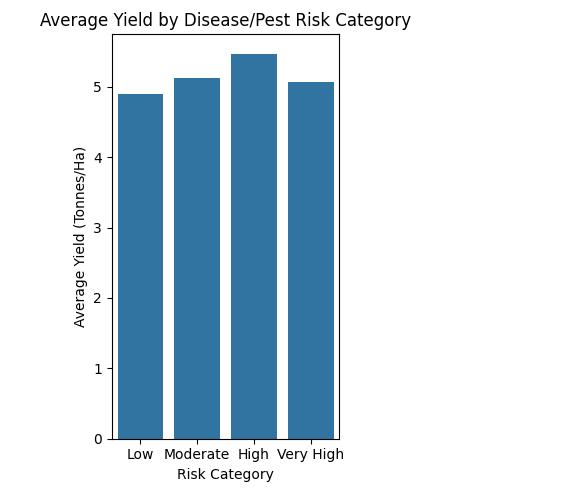 Average Yield by Disease/Pest Risk Category
Average Yield (Tonnes/Ha)
5
4
3
2
1
0
Low Moderate High Very High
Risk Category